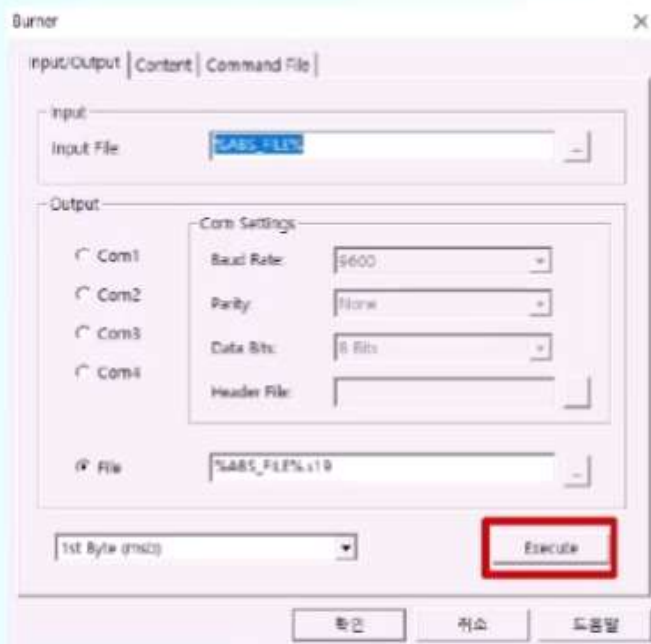 Burner
Input/Output Content Command File
Input
Input File %ABS_FILE% ...
Output
Com Settings
Com1 Baud Rate: 9600
Com2 Parity: None
Com3 Data Bits: 8 Bits
Com4 Header File:
File %ABS_FILE%.s19 ...
1st Byte (msb) Execute
확인 취소 도움말